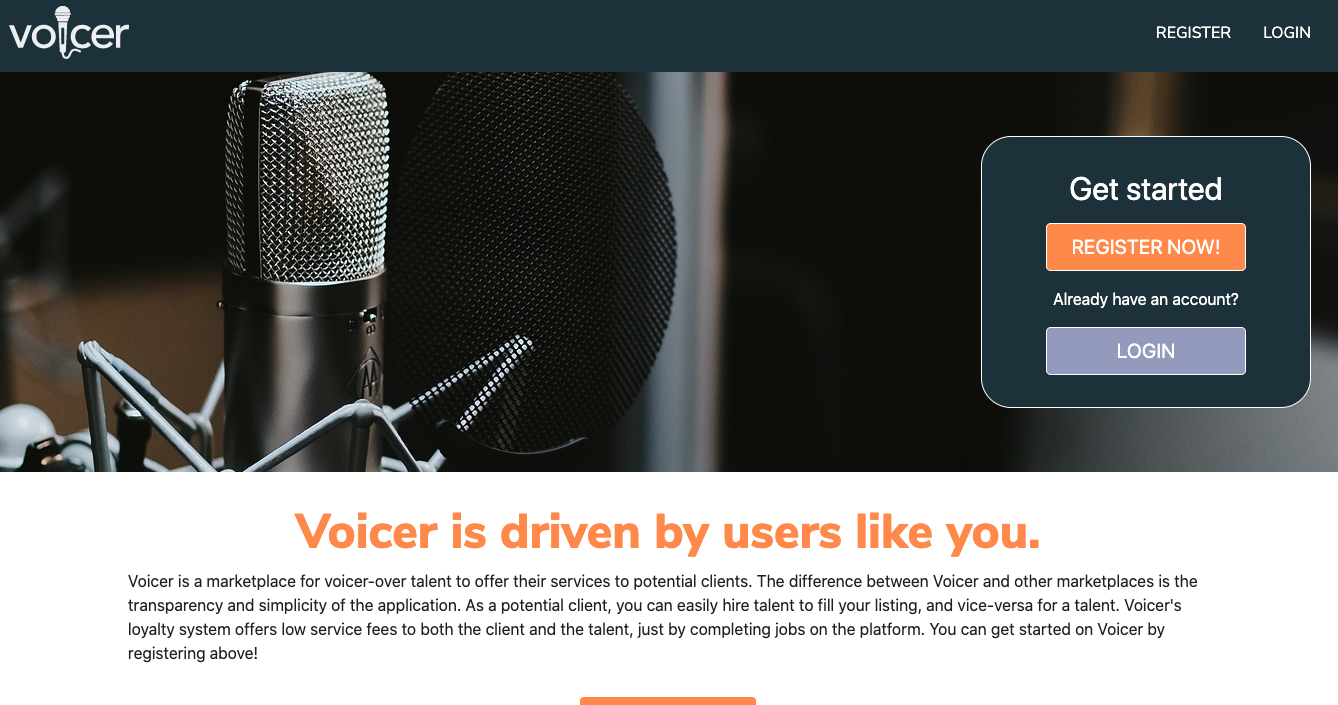 voicer
REGISTER LOGIN
Get started
REGISTER NOW!
Already have an account?
LOGIN
Voicer is driven by users like you.
Voicer is a marketplace for voicer-over talent to offer their services to potential clients. The difference between Voicer and other marketplaces is the
transparency and simplicity of the application. As a potential client, you can easily hire talent to fill your listing, and vice-versa for a talent. Voicer's
loyalty system offers low service fees to both the client and the talent, just by completing jobs on the platform. You can get started on Voicer by
registering above!